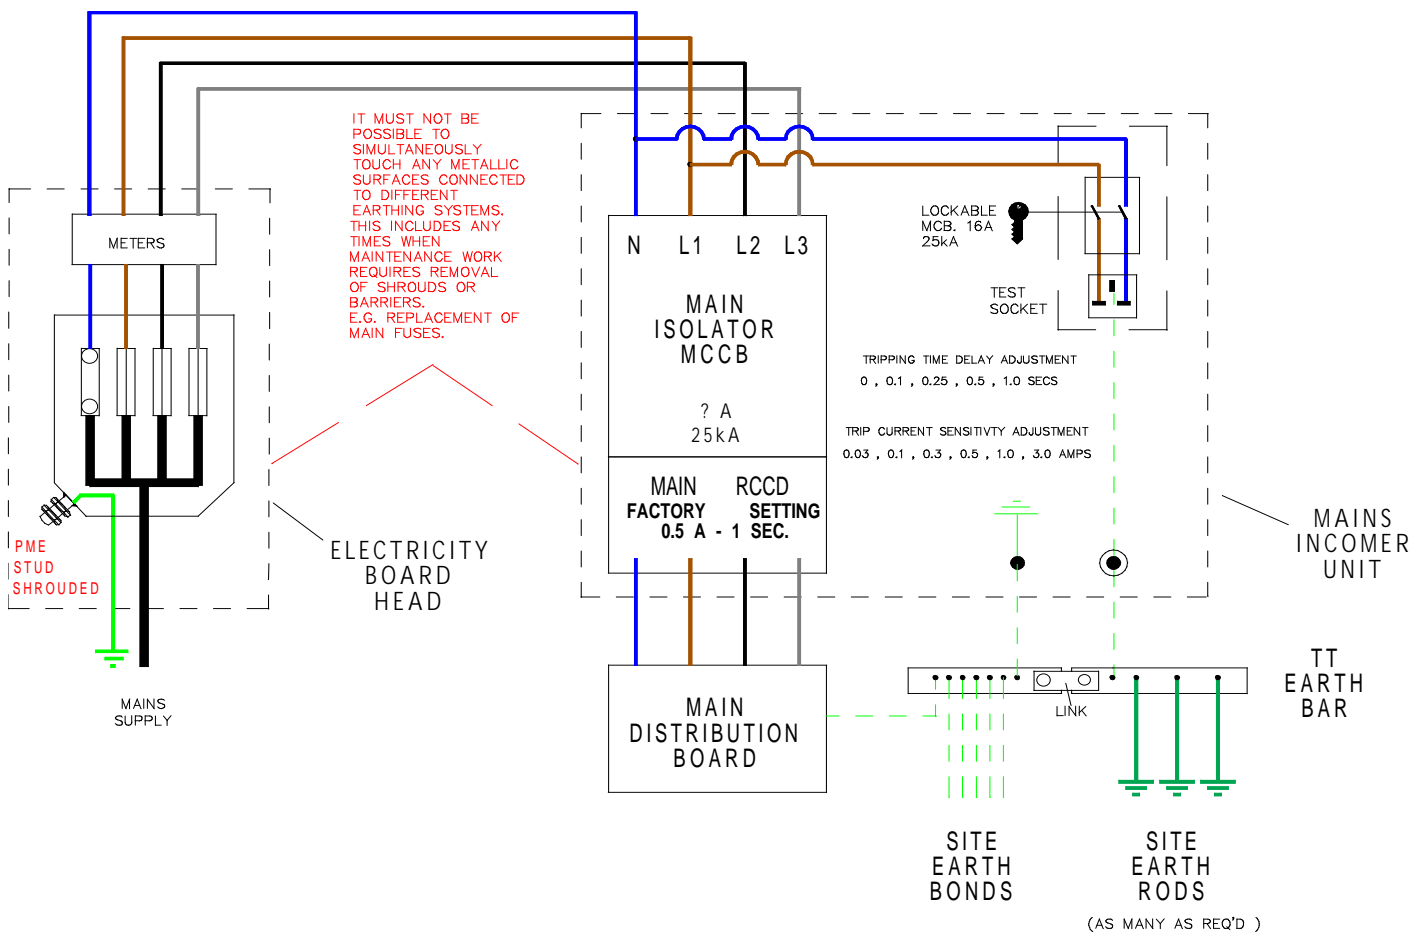 IT MUST NOT BE
POSSIBLE TO
SIMULTANEOUSLY
TOUCH ANY METALLIC
SURFACES CONNECTED
TO DIFFERENT
EARTHING SYSTEMS.
THIS INCLUDES ANY
TIMES WHEN
MAINTENANCE WORK
REQUIRES REMOVAL
OF SHROUDS OR
BARRIERS.
E.G. REPLACEMENT OF
MAIN FUSES.
METERS
PME
STUD
SHROUDED
ELECTRICITY
BOARD
HEAD
MAINS
SUPPLY
N L1 L2 L3
MAIN
ISOLATOR
MCCB
? A
25kA
MAIN RCCD
FACTORY SETTING
0.5 A - 1 SEC.
LOCKABLE
MCB. 16A
25kA
TEST
SOCKET
TRIPPING TIME DELAY ADJUSTMENT
0 , 0.1 , 0.25 , 0.5 , 1.0 SECS
TRIP CURRENT SENSITIVTY ADJUSTMENT
0.03 , 0.1 , 0.3 , 0.5 , 1.0 , 3.0 AMPS
MAINS
INCOMER
UNIT
MAIN
DISTRIBUTION
BOARD
LINK
TT
EARTH
BAR
SITE
EARTH
BONDS
SITE
EARTH
RODS
(AS MANY AS REQ'D )